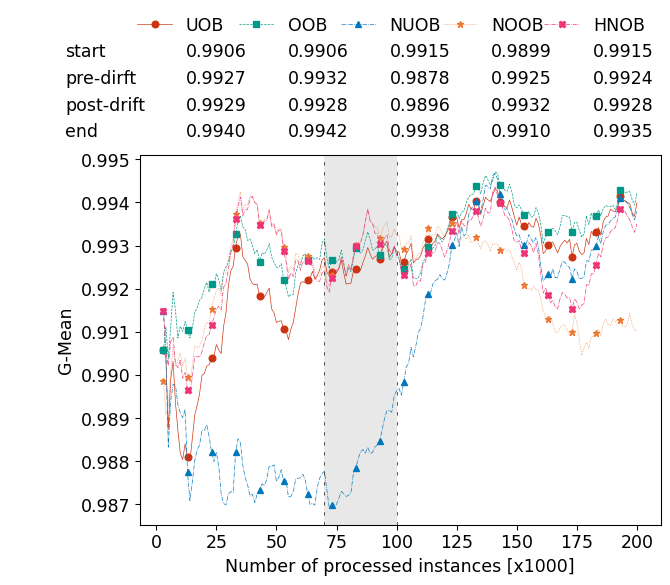 UOB OOB NUOB NOOB HNOB
start 0.9906 0.9906 0.9915 0.9899 0.9915
pre-dirft 0.9927 0.9932 0.9878 0.9925 0.9924
post-drift 0.9929 0.9928 0.9896 0.9932 0.9928
end 0.9940 0.9942 0.9938 0.9910 0.9935
0.995
0.994
0.993
0.992
0.991
0.990
0.989
0.988
0.987
G-Mean
0 25 50 75 100 125 150 175 200
Number of processed instances [x1000]